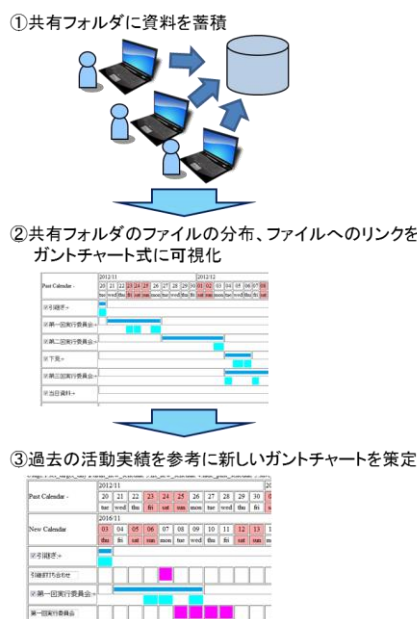 ①共有フォルダに資料を蓄積
②共有フォルダのファイルの分布、ファイルへのリンクを
ガントチャート式に可視化
2012/11 2012/12
Past Calendar -
20 21 22 23 24 25 26 27 28 29 30 01 02 03 04 05 06 07 08
tue wed thu fri sat sun mon tue wed thu fri sat sun mon tue wed thu fri sat
※引継ぎ+
※第一回実行委員会+
※第二回実行委員会+
※下見+
※第三回実行委員会+
※当日資料+
③過去の活動実績を参考に新しいガントチャートを策定
2012/11
Past Calendar -
20 21 22 23 24 25 26 27 28 29 30
tue wed thu fri sat sun mon tue wed thu fri
2016/11
New Calendar
03 04 05 06 07 08 09 10 11 12 13
thu fri sat sun mon tue wed thu fri sat sun
※引継ぎ+
引継打ち合わせ
※第一回実行委員会+
第一回実行委員会